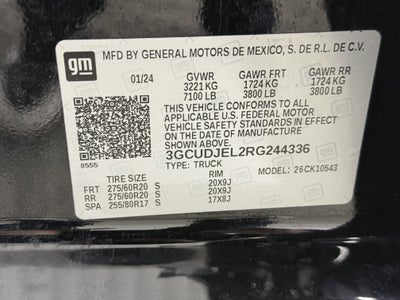 gm
MFD BY GENERAL MOTORS DE MEXICO, S. DE R.L. DE C.V.
01/24 GVWR GAWR FRT GAWR RR
3221 KG 1724 KG 1724 KG
7100 LB 3800 LB 3800 LB
THIS VEHICLE CONFORMS TO ALL APPLICABLE
U.S. FEDERAL MOTOR
VEHICLE SAFETY STANDARDS IN EFFECT ON THE
DATE OF MANUFACTURE SHOWN ABOVE.
3GCUDJEL2RG244336
8555 TYPE: TRUCK
TIRE SIZE RIM 26CK10543
FRT 275/60R20 S 20X9J
RR 275/60R20 S 20X9J
SPA 255/80R17 S 17X8J